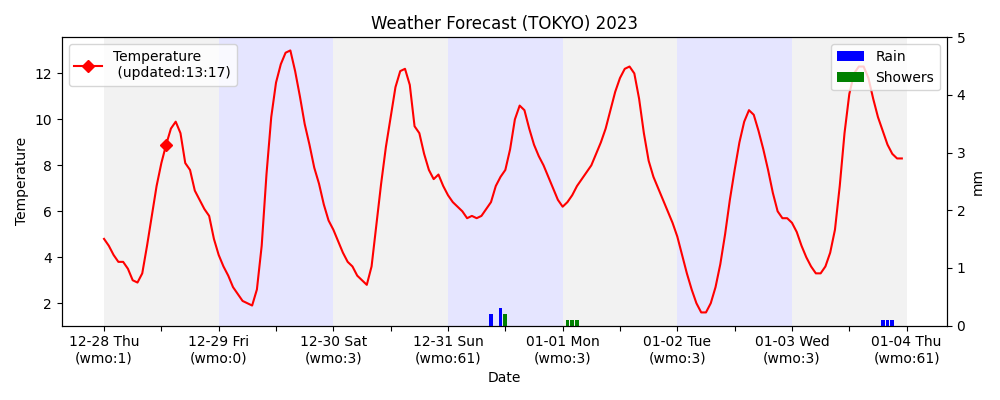 Weather Forecast (TOKYO) 2023
Temperature
(updated:13:17)
Rain
Showers
Temperature
12
10
8
6
4
2
5
4
3
2
1
0
mm
12-28 Thu
(wmo:1)
12-29 Fri
(wmo:0)
12-30 Sat
(wmo:3)
12-31 Sun
(wmo:61)
01-01 Mon
(wmo:3)
01-02 Tue
(wmo:3)
01-03 Wed
(wmo:3)
01-04 Thu
(wmo:61)
Date